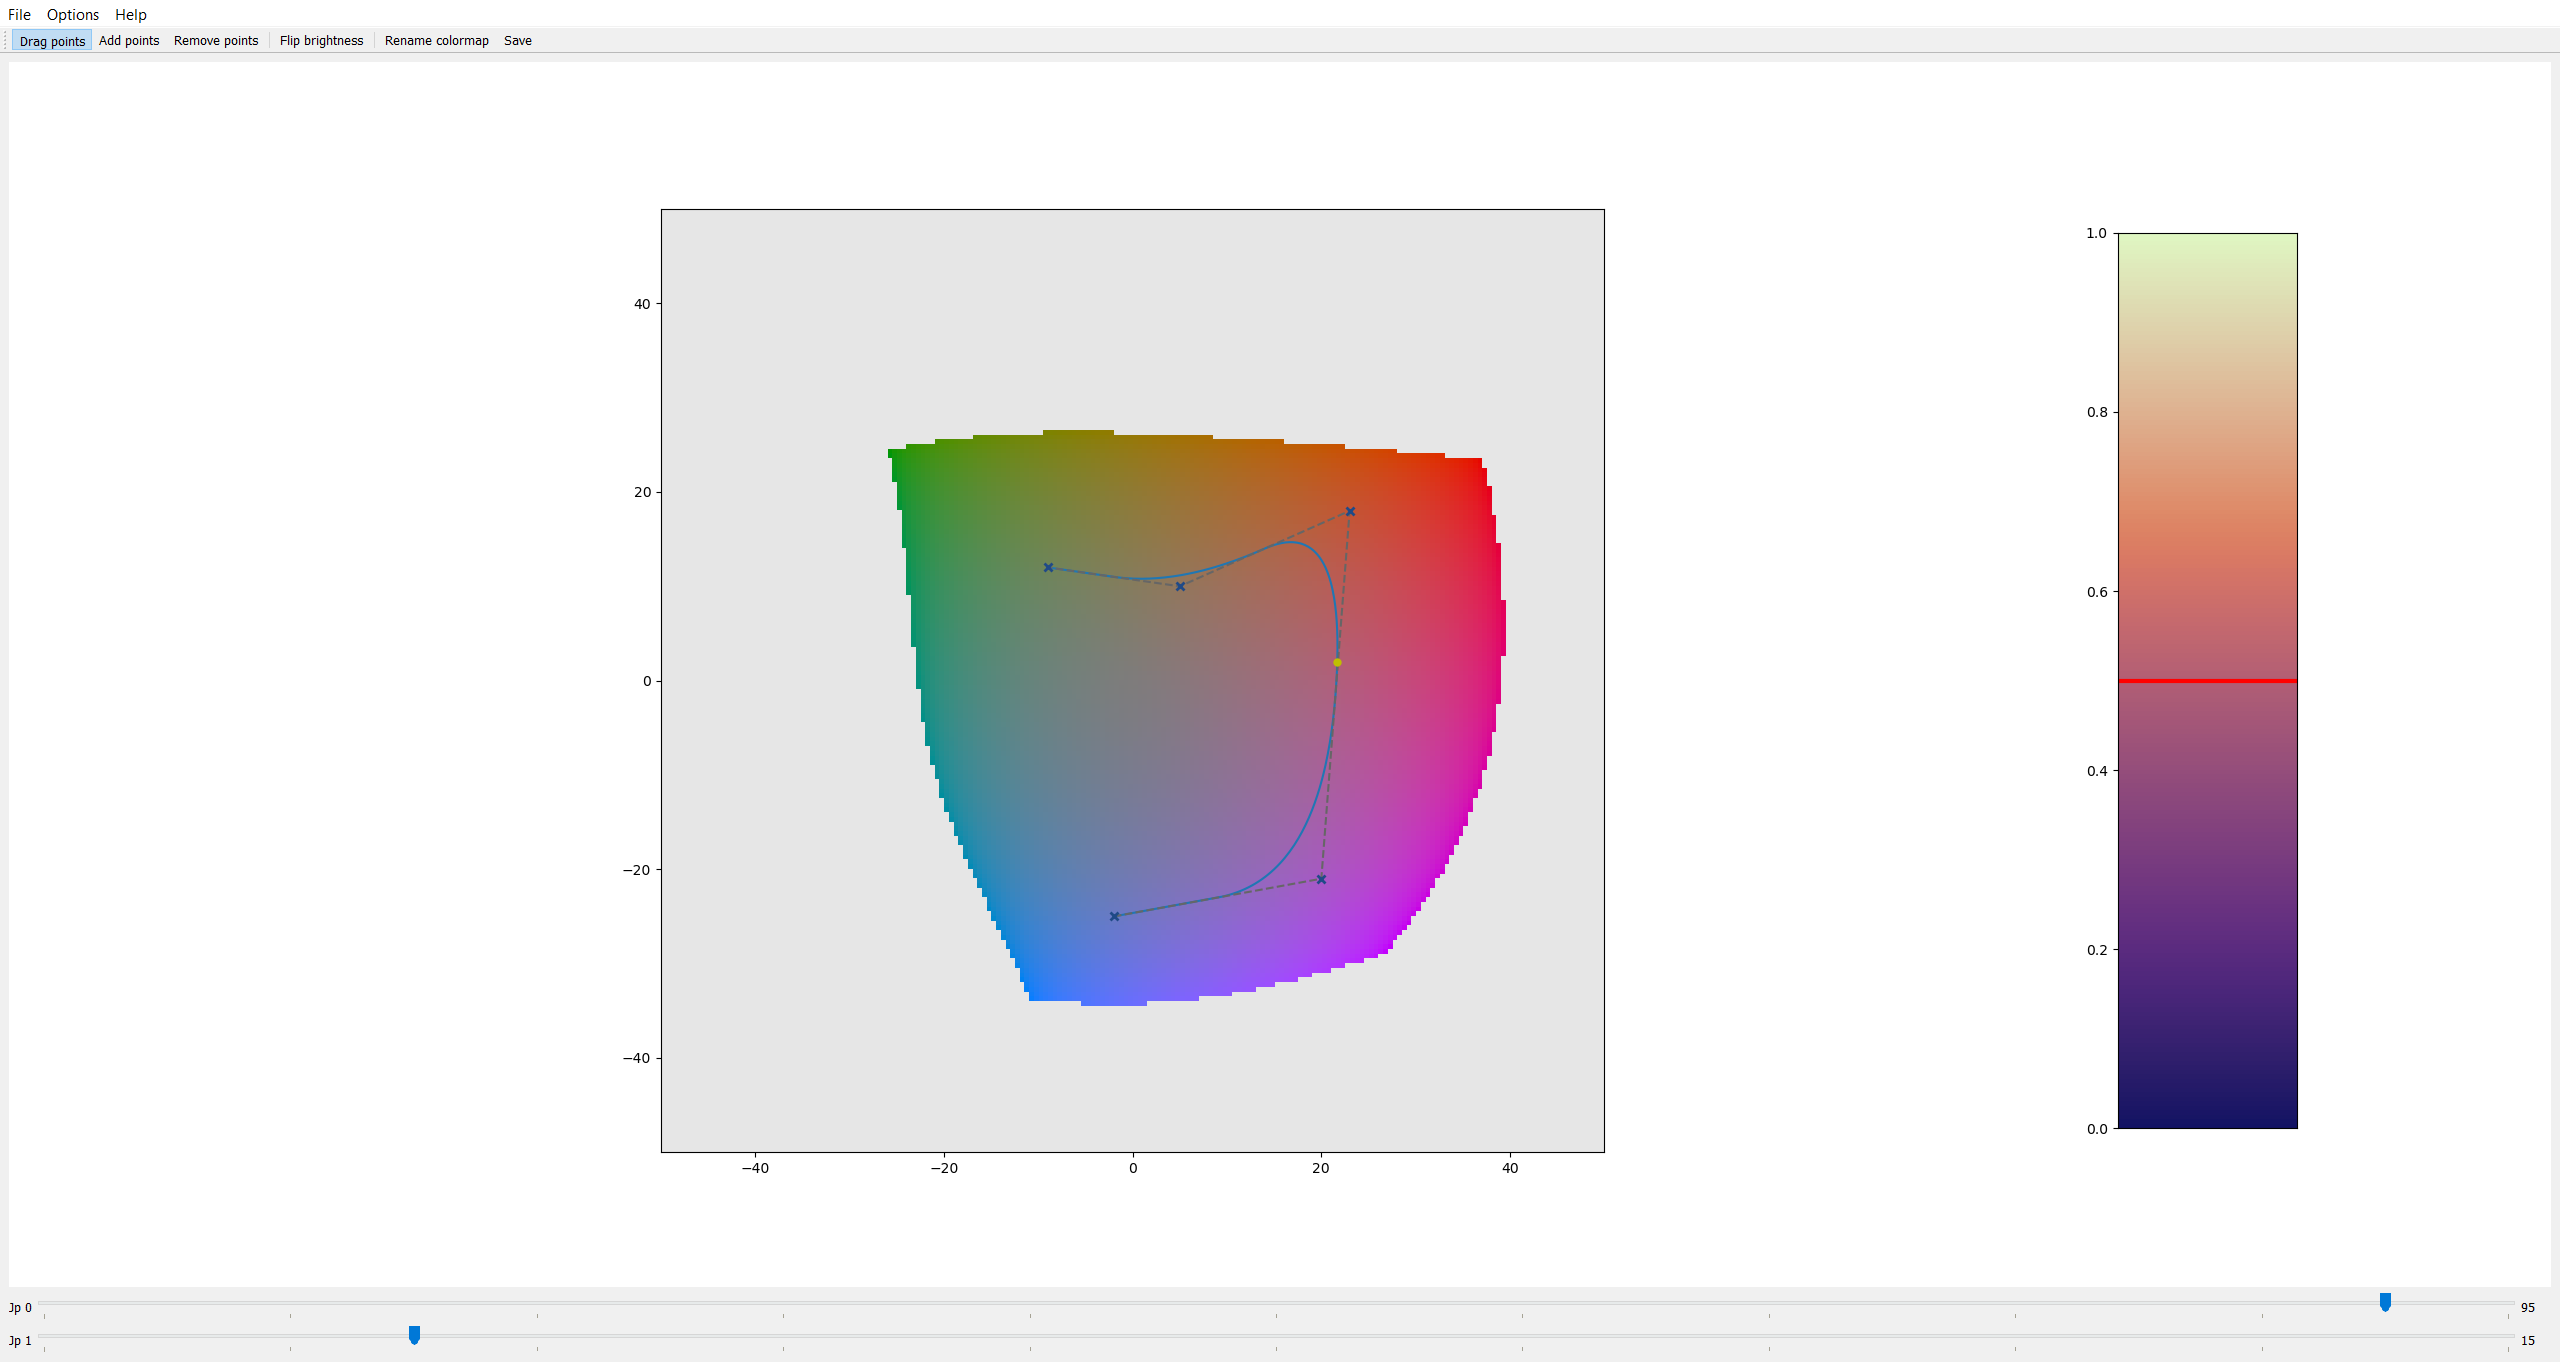 File Options Help
Drag points Add points Remove points Flip brightness Rename colormap Save
40
20
0
−20
−40
−40 −20 0 20 40
1.0
0.8
0.6
0.4
0.2
0.0
Jp 0 95
Jp 1 15